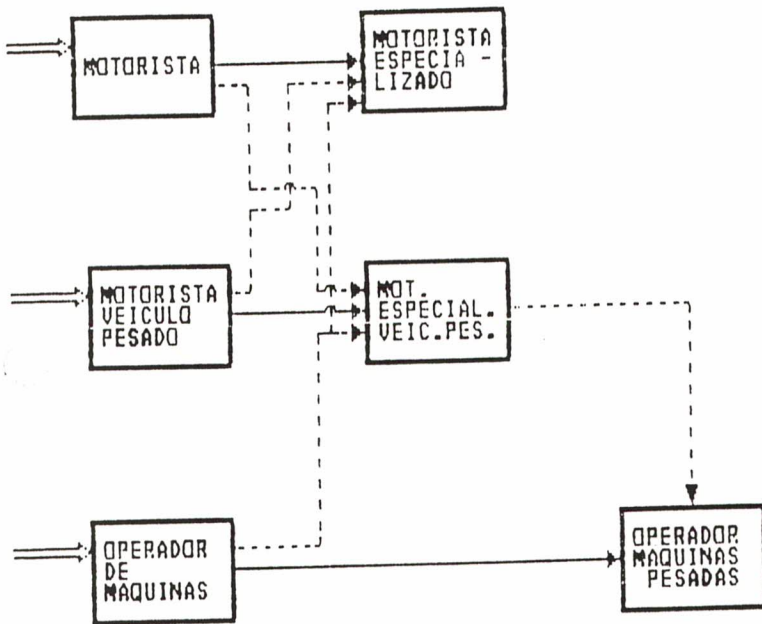 MOTORISTA
MOTORISTA
ESPECIA -
LIZADO
MOTORISTA
VEICULO
PESADO
MOT.
ESPECIAL.
VEIC.PES.
OPERADOR
DE
MAQUINAS
OPERADOR
MAQUINAS
PESADAS